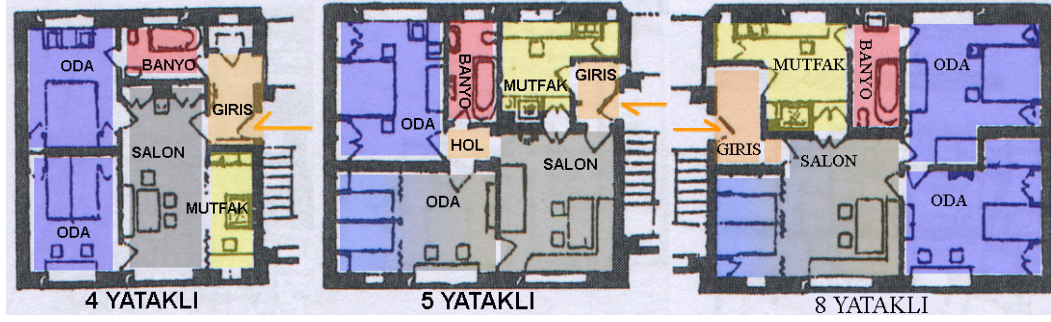 ODA
BANYO
GIRIS
SALON
MUTFAK
ODA
4 YATAKLI
BANYO
MUTFAK
GIRIS
ODA
HOL
SALON
ODA
5 YATAKLI
MUTFAK
BANYO
ODA
GIRIS
SALON
ODA
8 YATAKLI